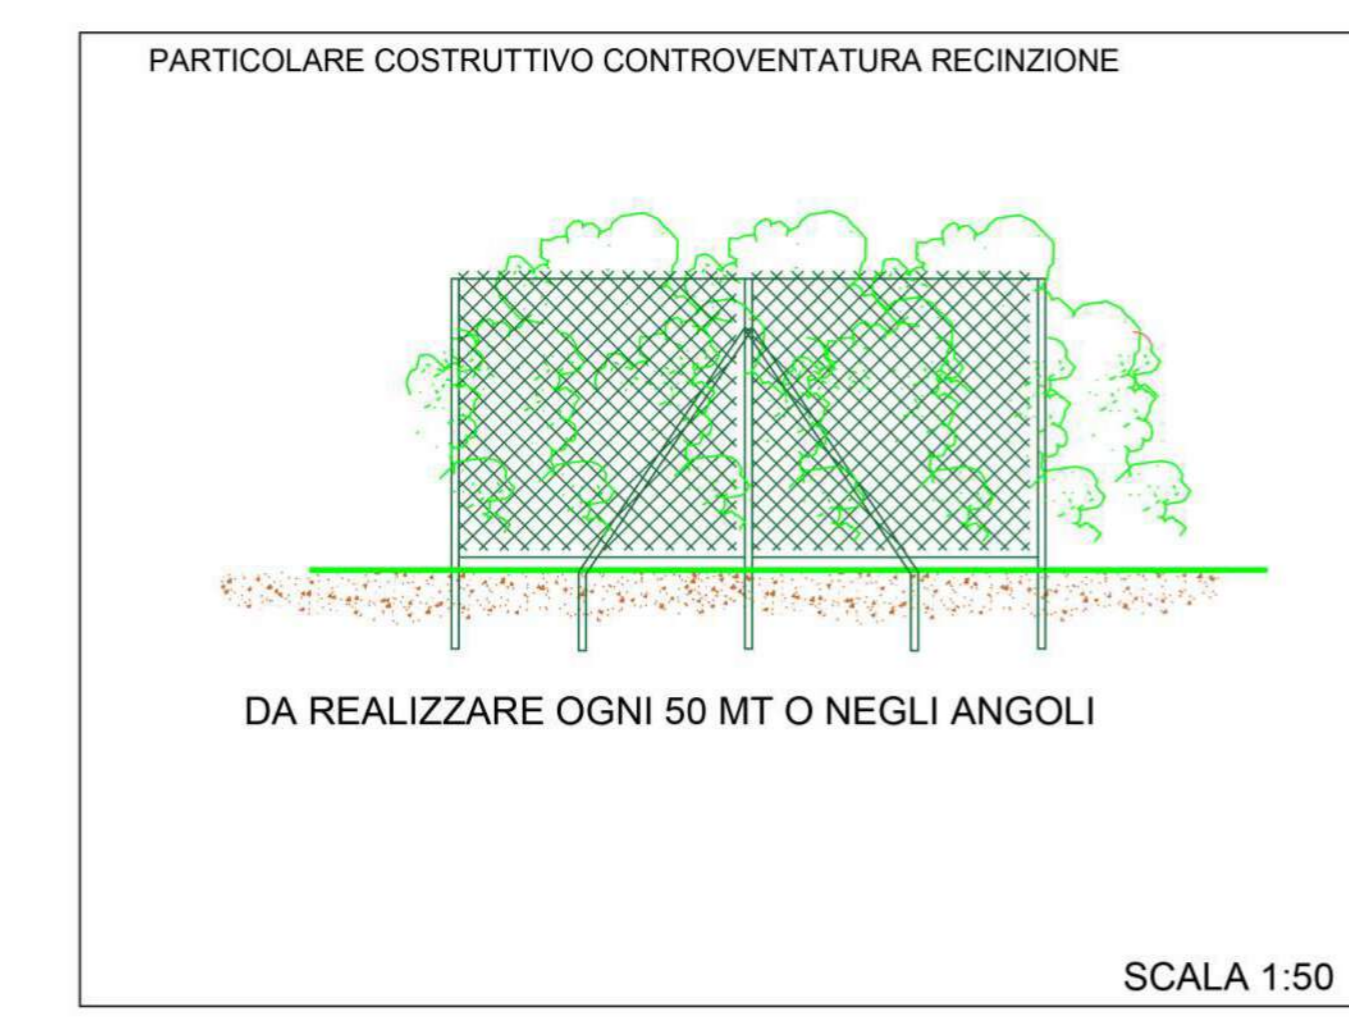 PARTICOLARE COSTRUTTIVO CONTROVENTATURA RECINZIONE
DA REALIZZARE OGNI 50 MT O NEGLI ANGOLI
SCALA 1:50